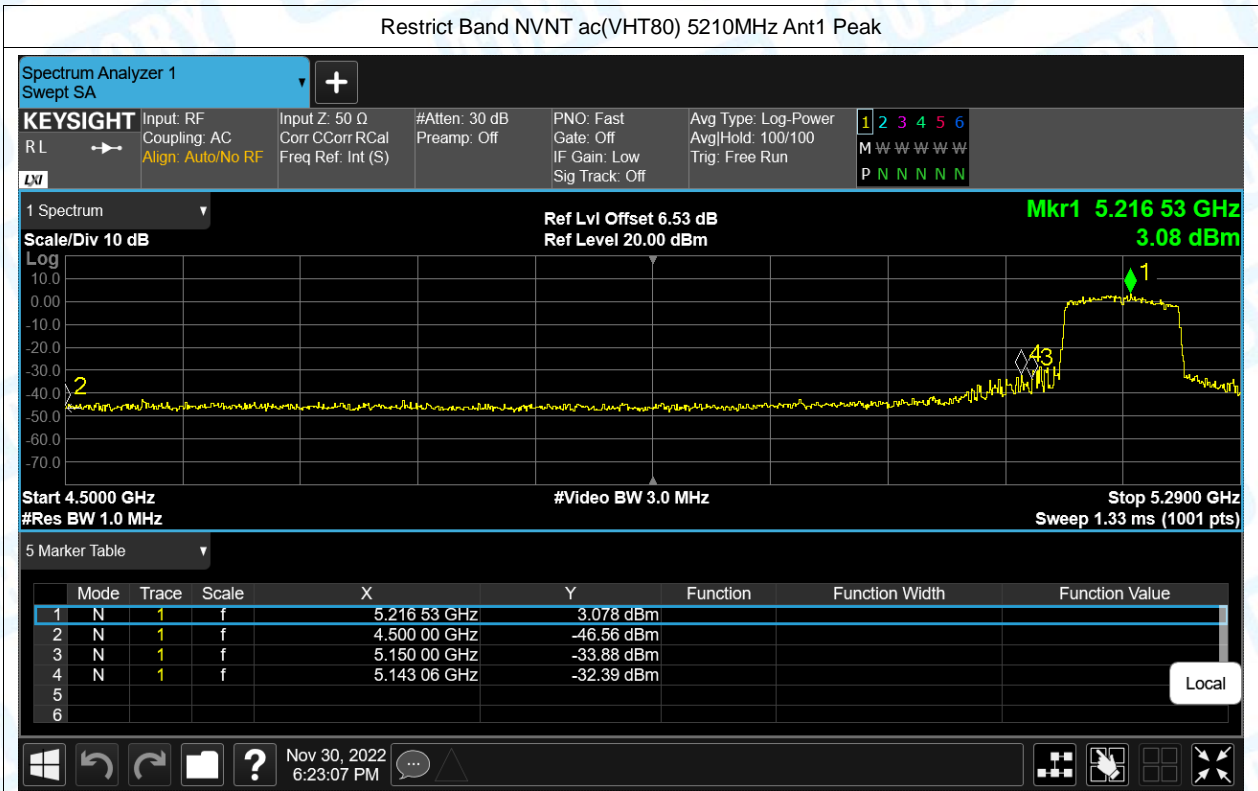 Restrict Band NVNT ac(VHT80) 5210MHz Ant1 Peak
Spectrum Analyzer 1
Swept SA
KEYSIGHT
RL
LXI
Input: RF
Coupling: AC
Align: Auto/No RF
Input Z: 50 Ω
Corr CCorr RCal
Freq Ref: Int (S)
#Atten: 30 dB
Preamp: Off
PNO: Fast
Gate: Off
IF Gain: Low
Sig Track: Off
Avg Type: Log-Power
Avg|Hold: 100/100
Trig: Free Run
1 2 3 4 5 6
M W W W W W
P N N N N N
1 Spectrum
Scale/Div 10 dB
Ref Lvl Offset 6.53 dB
Ref Level 20.00 dBm
Mkr1 5.216 53 GHz
3.08 dBm
Log
10.0
0.00
-10.0
-20.0
-30.0
-40.0
-50.0
-60.0
-70.0
1
2
43
Start 4.5000 GHz
#Res BW 1.0 MHz
#Video BW 3.0 MHz
Stop 5.2900 GHz
Sweep 1.33 ms (1001 pts)
5 Marker Table
Mode Trace Scale X Y Function Function Width Function Value
1 N 1 f 5.216 53 GHz 3.078 dBm
2 N 1 f 4.500 00 GHz -46.56 dBm
3 N 1 f 5.150 00 GHz -33.88 dBm
4 N 1 f 5.143 06 GHz -32.39 dBm
5
6
Local
?
Nov 30, 2022
6:23:07 PM